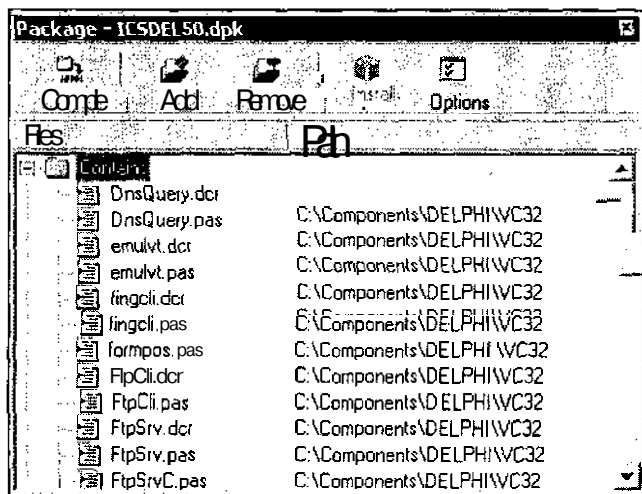 Package - ICSDEL50.dpk
Compile Add Remove Install Options
Files Path
Contains
DnsQuery.dcr
DnsQuery.pas C:\Components\DELPHI\VC32
emulvt.dcr C:\Components\DELPHI\VC32
emulvt.pas C:\Components\DELPHI\VC32
fingcli.dcr C:\Components\DELPHI\VC32
fingcli.pas C:\Components\DELPHI\VC32
formpos.pas C:\Components\DELPHI\VC32
FtpCli.dcr C:\Components\DELPHI\VC32
FtpCli.pas C:\Components\DELPHI\VC32
FtpSrv.dcr C:\Components\DELPHI\VC32
FtpSrv.pas C:\Components\DELPHI\VC32
FtpSrvC.pas C:\Components\DELPHI\VC32